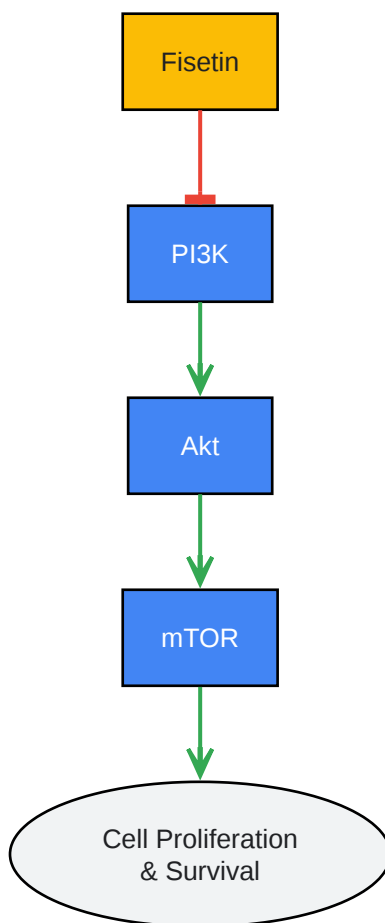 Fisetin
PI3K
Akt
mTOR
Cell Proliferation
& Survival